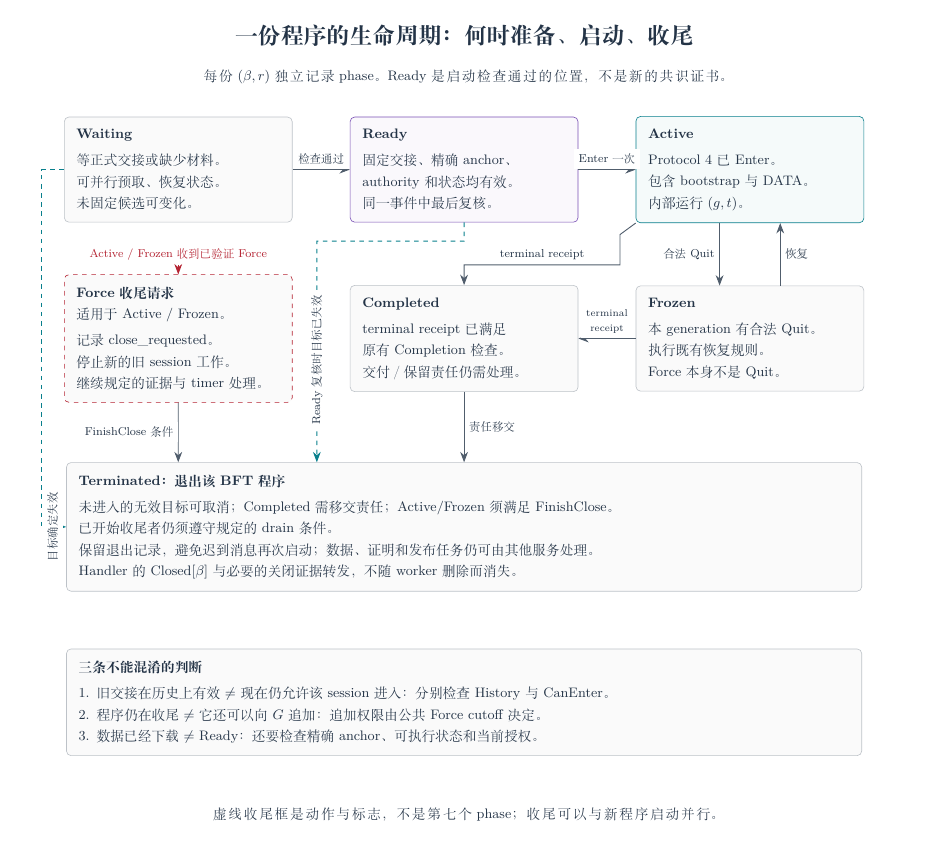 一份程序的生命周期：何时准备、启动、收尾
每份 (β, r) 独立记录 phase。Ready 是启动检查通过的位置，不是新的共识证书。
Waiting
等正式交接或缺少材料。
可并行预取、恢复状态。
未固定候选可变化。
检查通过
Ready
固定交接、精确 anchor、
authority 和状态均有效。
同一事件中最后复核。
Enter 一次
Active
Protocol 4 已 Enter。
包含 bootstrap 与 DATA。
内部运行 (g, t)。
Active / Frozen 收到已验证 Force
terminal receipt
合法 Quit
恢复
Force 收尾请求
适用于 Active / Frozen。
记录 close_requested。
停止新的旧 session 工作。
继续规定的证据与 timer 处理。
Ready 复核时目标已失效
Completed
terminal receipt 已满足
原有 Completion 检查。
交付 / 保留责任仍需处理。
terminal
receipt
Frozen
本 generation 有合法 Quit。
执行既有恢复规则。
Force 本身不是 Quit。
FinishClose 条件
责任移交
目标确定失效
Terminated：退出该 BFT 程序
未进入的无效目标可取消；Completed 需移交责任；Active/Frozen 须满足 FinishClose。
已开始收尾者仍须遵守规定的 drain 条件。
保留退出记录，避免迟到消息再次启动；数据、证明和发布任务仍可由其他服务处理。
Handler 的 Closed[β] 与必要的关闭证据转发，不随 worker 删除而消失。
三条不能混淆的判断
1. 旧交接在历史上有效 ≠ 现在仍允许该 session 进入：分别检查 History 与 CanEnter。
2. 程序仍在收尾 ≠ 它还可以向 G 追加：追加权限由公共 Force cutoff 决定。
3. 数据已经下载 ≠ Ready：还要检查精确 anchor、可执行状态和当前授权。
虚线收尾框是动作与标志，不是第七个 phase；收尾可以与新程序启动并行。